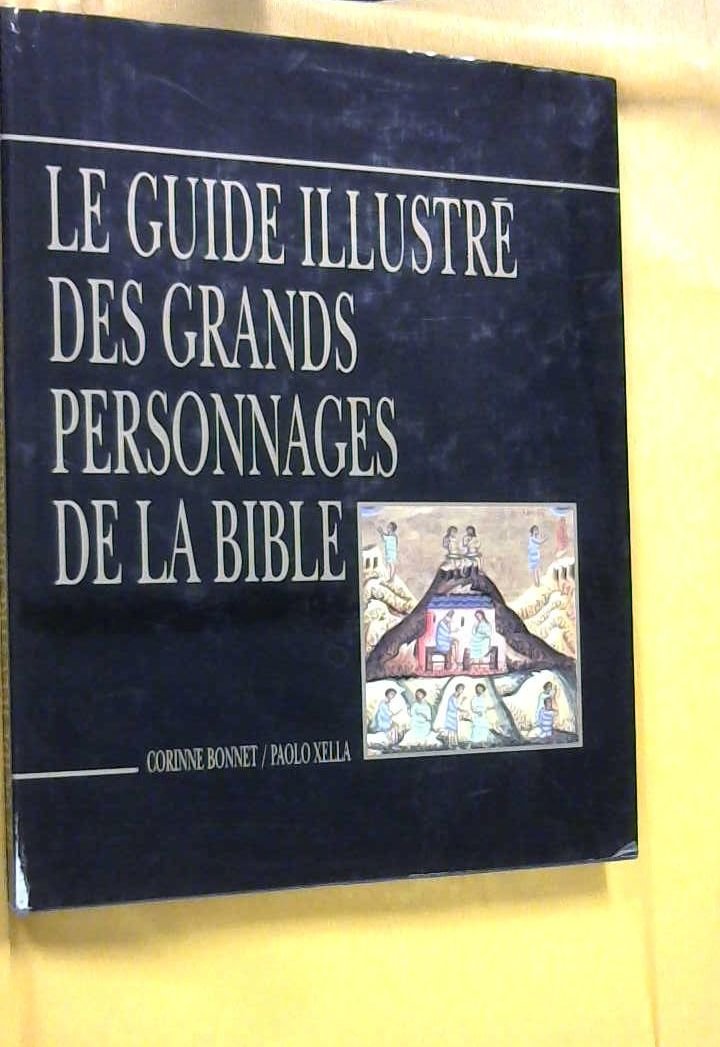 LE GUIDE ILLUSTRÉ
DES GRANDS
PERSONNAGES
DE LA BIBLE
CORINNE BONNET / PAOLO XELLA